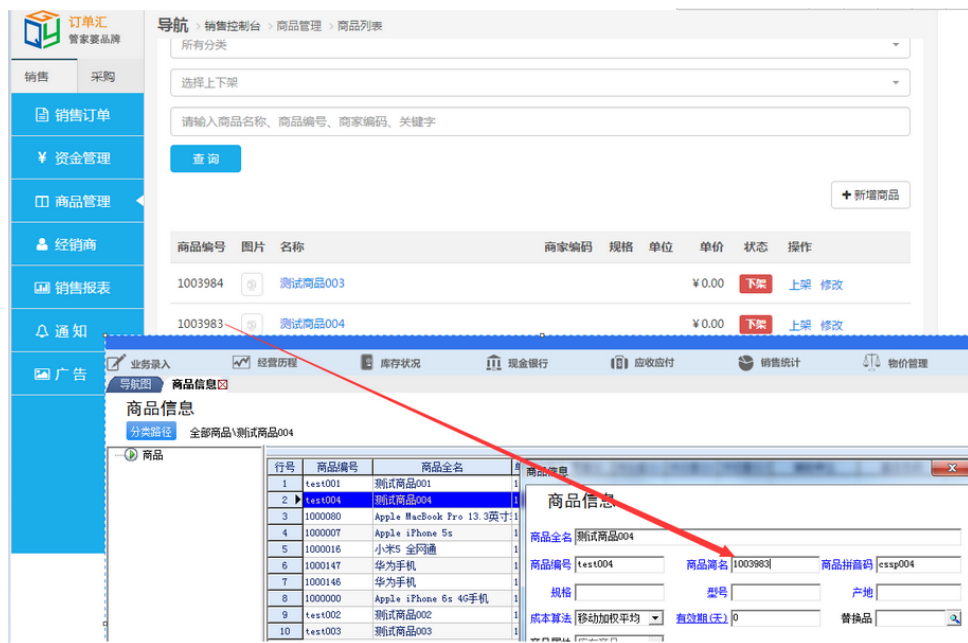 订单汇
管家婆品牌
导航 > 销售控制台 > 商品管理 > 商品列表
销售 采购
所有分类
选择上下架
请输入商品名称、商品编号、商家编码、关键字
查 询
+新增商品
销售订单
资金管理
商品管理
经销商
销售报表
通 知
广 告
商品编号 图片 名称 商家编码 规格 单位 单价 状态 操作
1003984 测试商品003 ¥0.00 下架 上架 修改
1003983 测试商品004 ¥0.00 下架 上架 修改
业务录入 经营历程 库存状况 现金银行 应收应付 销售统计 物价管理
导航图 商品信息
商品信息
分类路径 全部商品\测试商品004
商品
行号 商品编号 商品全名
1 test001 测试商品001
2 test004 测试商品004
3 1000080 Apple MacBook Pro 13.3英寸
4 1000007 Apple iPhone 5s
5 1000016 小米5 全网通
6 1000147 华为手机
7 1000146 华为手机
8 1000000 Apple iPhone 6s 4G手机
9 test002 测试商品002
10 test003 测试商品003
商品信息
商品信息
商品全名 测试商品004
商品编号 test004 商品简名 1003983 商品拼音码 cssp004
规格 型号 产地
成本算法 移动加权平均 有效期(天) 0 替换品